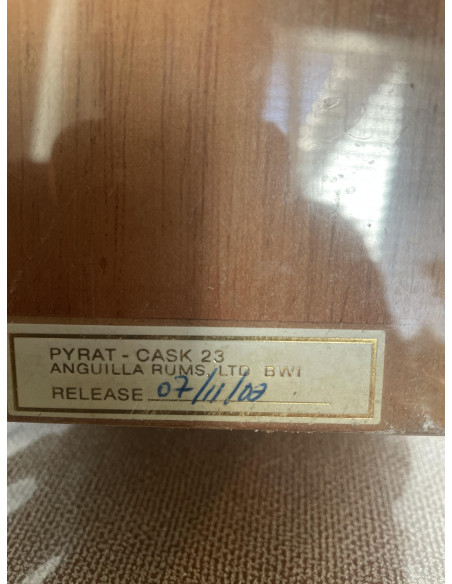 PYRAT - CASK 23
ANGUILLA RUMS, LTD BWI
RELEASE 07/11/02